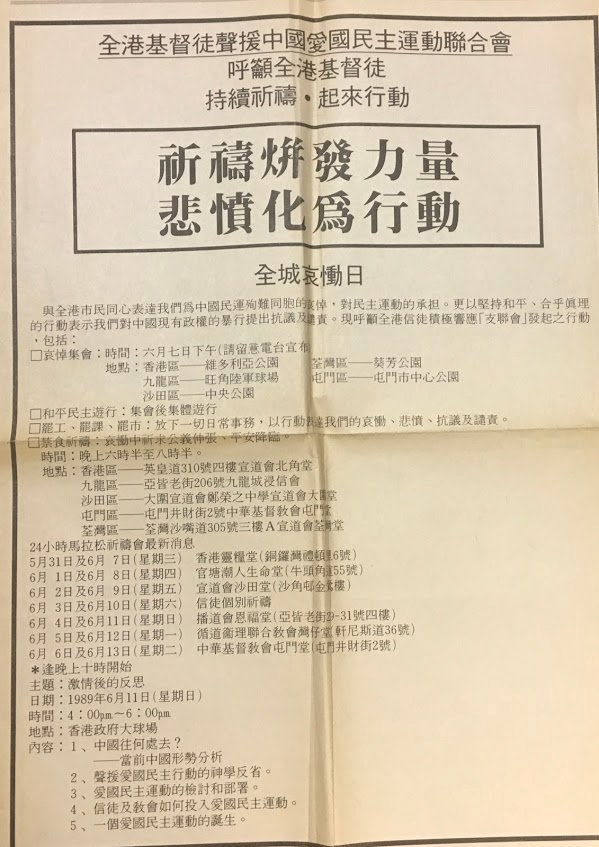 全港基督徒聲援中國愛國民主運動聯合會
呼籲全港基督徒
持續祈禱•起來行動
祈禱烘發力量
悲憤化爲行動
全城哀慟日
與全港市民同心表達我們爲中國民運殉難同胞的哀悼，對民主運動的承担。更以堅持和平、合乎眞理
的行動表示我們對中國現有政權的暴行提出抗議及譴責。現呼籲全港信徒積極響應「支聯會」發起之行動
，包括：
□哀悼集會：時間：六月七日下午(請留意電台宣布
地點：香港區——維多利亞公園 荃灣區——葵芳公園
九龍區——旺角陸軍球場 屯門區——屯門市中心公園
沙田區——中央公園
□和平民主遊行：集會後集體遊行
□罷工、罷課、罷市：放下一切日常事務，以行動表達我們的哀慟、悲憤、抗議及譴責。
□禁食祈禱：哀慟中祈求公義伸張、平安降臨。
時間：晚上六時半至八時半。
地點：香港區——英皇道310號四樓宣道會北角堂
九龍區——亞皆老街206號九龍城浸信會
沙田區——大圍宣道會鄭榮之中學宣道會大圍堂
屯門區——屯門井財街2號中華基督敎會屯門堂
荃灣區——荃灣沙嘴道305號三樓A宣道會荃灣堂
24小時馬拉松祈禱會最新消息
5月31日及6月 7日(星期三) 香港靈糧堂(銅鑼灣禮頓 6號)
6月 1日及6月 8日(星期四) 官塘潮人生命堂(牛頭角 55號)
6月 2日及6月 9日(星期五) 宣道會沙田堂(沙角邨金 樓)
6月 3日及6月10日(星期六) 信徒個別祈禱
6月 4日及6月11日(星期日) 播道會恩福堂(亞皆老街29-31號四樓)
6月 5日及6月12日(星期一) 循道衞理聯合敎會灣仔堂(軒尼斯道36號)
6月 6日及6月13日(星期二) 中華基督敎會屯門堂(屯門井財街2號)
＊逢晚上十時開始
主題：激情後的反思
日期：1989年6月11日(星期日)
時間：4：00p.m.～6：00p.m.
地點：香港政府大球場
內容：1、中國往何處去？
——當前中國形勢分析
2、聲援愛國民主行動的神學反省。
3、愛國民主運動的檢討和部署。
4、信徒及敎會如何投入愛國民主運動。
5、一個愛國民主運動的誕生。